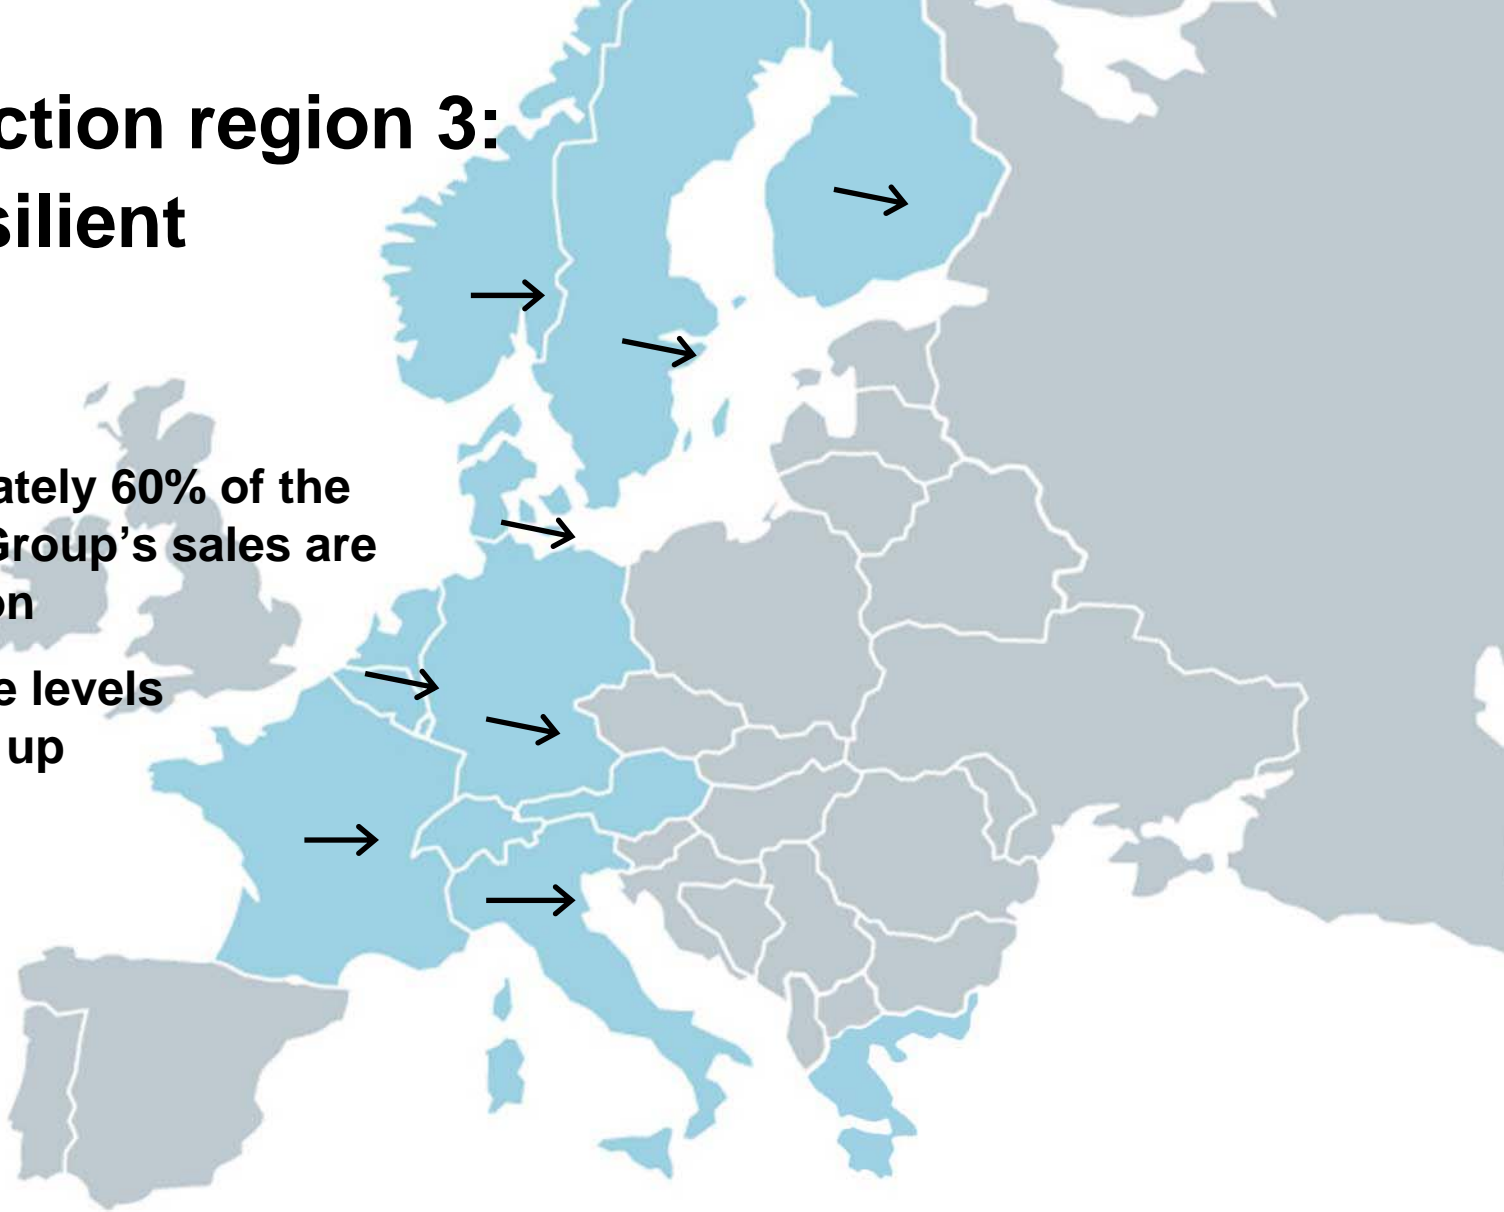 ction region 3:
silient
ately 60% of the
Group’s sales are
on
e levels
up